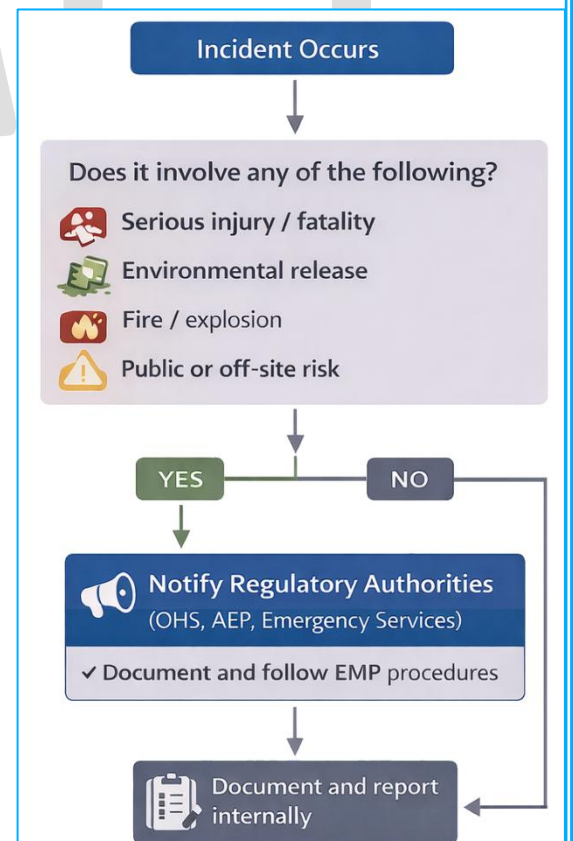 Incident Occurs
Does it involve any of the following?
Serious injury / fatality
Environmental release
Fire / explosion
Public or off-site risk
YES
NO
Notify Regulatory Authorities
(OHS, AEP, Emergency Services)
✓ Document and follow EMP procedures
Document and report
internally